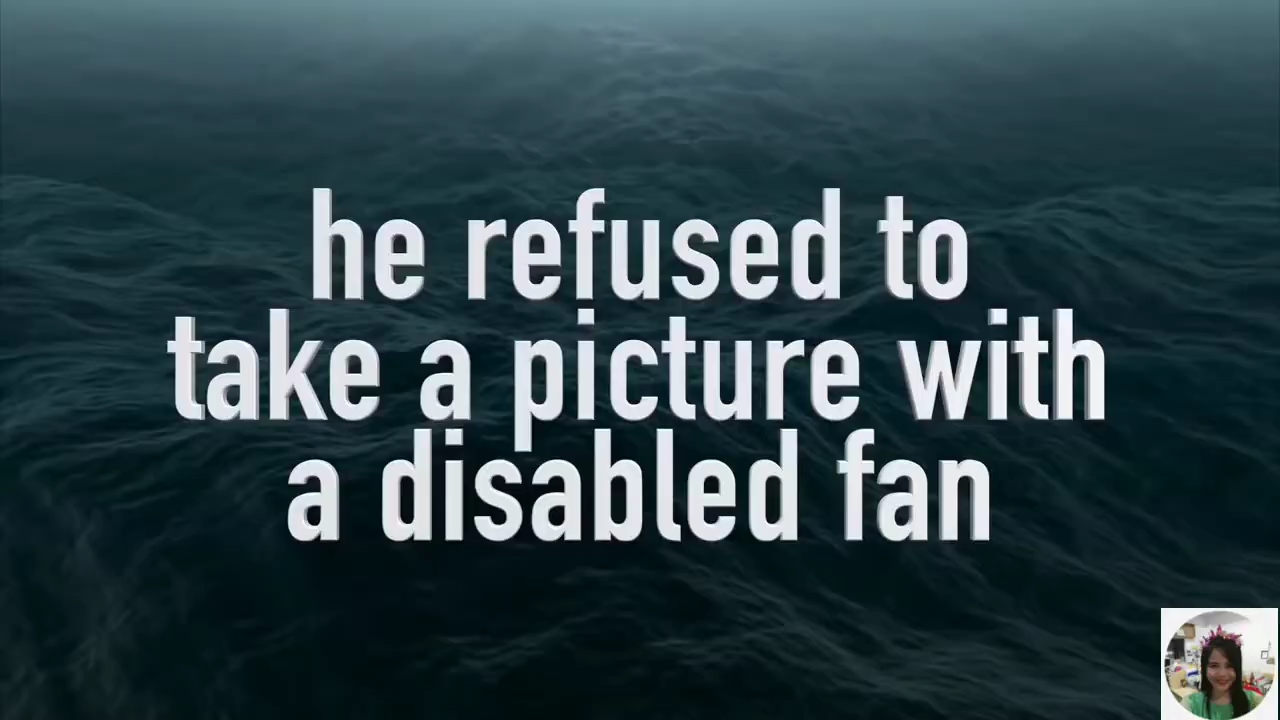 he refused to
take a picture with
a disabled fan